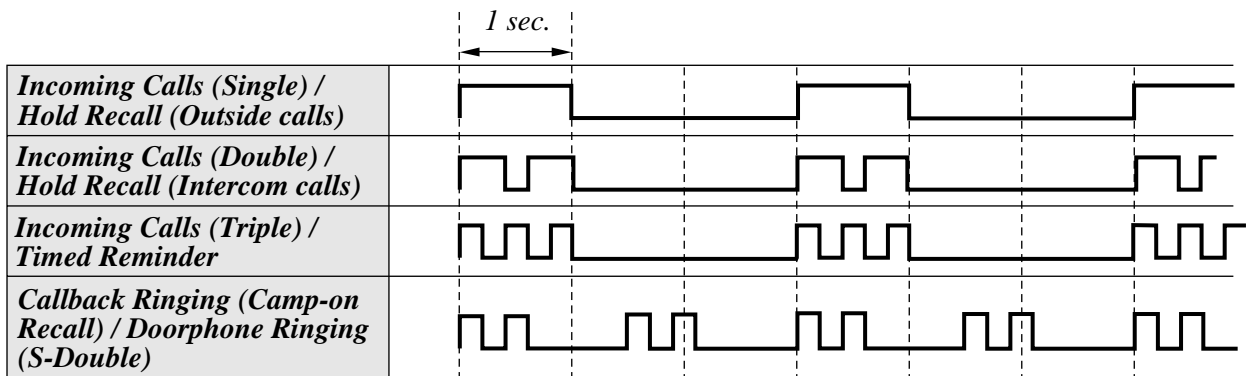 1 sec.
Incoming Calls (Single) /
Hold Recall (Outside calls)
Incoming Calls (Double) /
Hold Recall (Intercom calls)
Incoming Calls (Triple) /
Timed Reminder
Callback Ringing (Camp-on
Recall) / Doorphone Ringing
(S-Double)